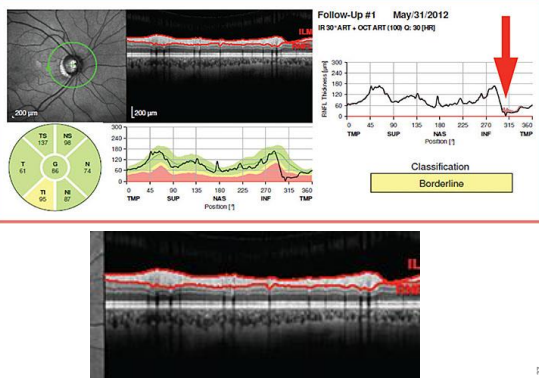 Follow-Up #1 May/31/2012
IR 30° ART + OCT ART (100) Q: 30 [HR]
ILM
200 µm
200 µm
RNFL Thickness [µm]
300
240
180
120
60
0
0 45 90 135 180 225 270 315 360
TMP SUP NAS INF TMP
Position [°]
Classification
Borderline
TS
137
NS
98
T
61
G
86
N
74
TI
95
NI
87
300
240
180
120
60
0
0 45 90 135 180 225 270 315 360
TMP SUP NAS INF TMP
Position [°]